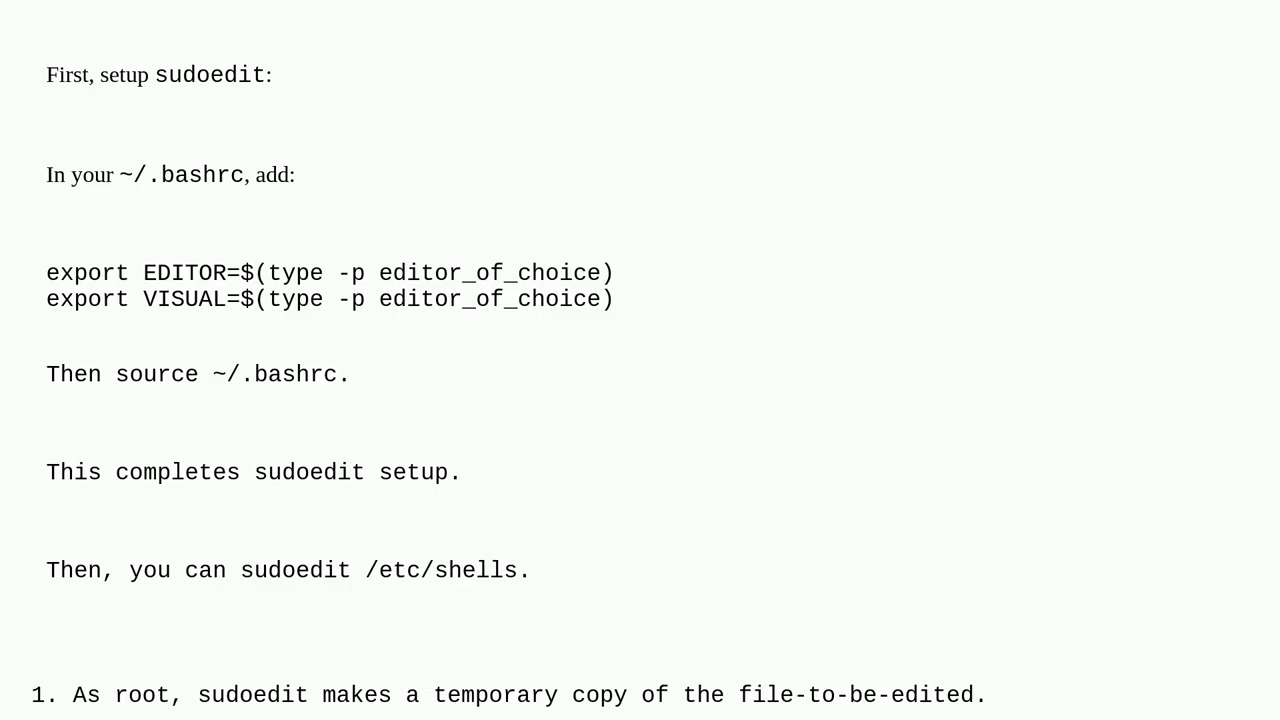 First, setup sudoedit:
In your ~/.bashrc, add:
export EDITOR=$(type -p editor_of_choice)
export VISUAL=$(type -p editor_of_choice)
Then source ~/.bashrc.
This completes sudoedit setup.
Then, you can sudoedit /etc/shells.
1. As root, sudoedit makes a temporary copy of the file-to-be-edited.